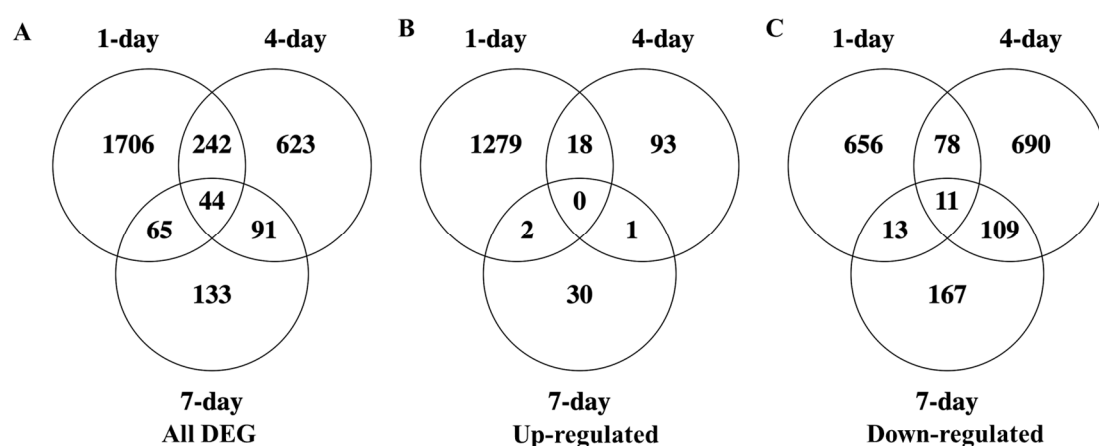 A
1-day
4-day
1706
242
623
44
65
91
133
7-day
All DEG
B
1-day
4-day
1279
18
93
0
2
1
30
7-day
Up-regulated
C
1-day
4-day
656
78
690
11
13
109
167
7-day
Down-regulated